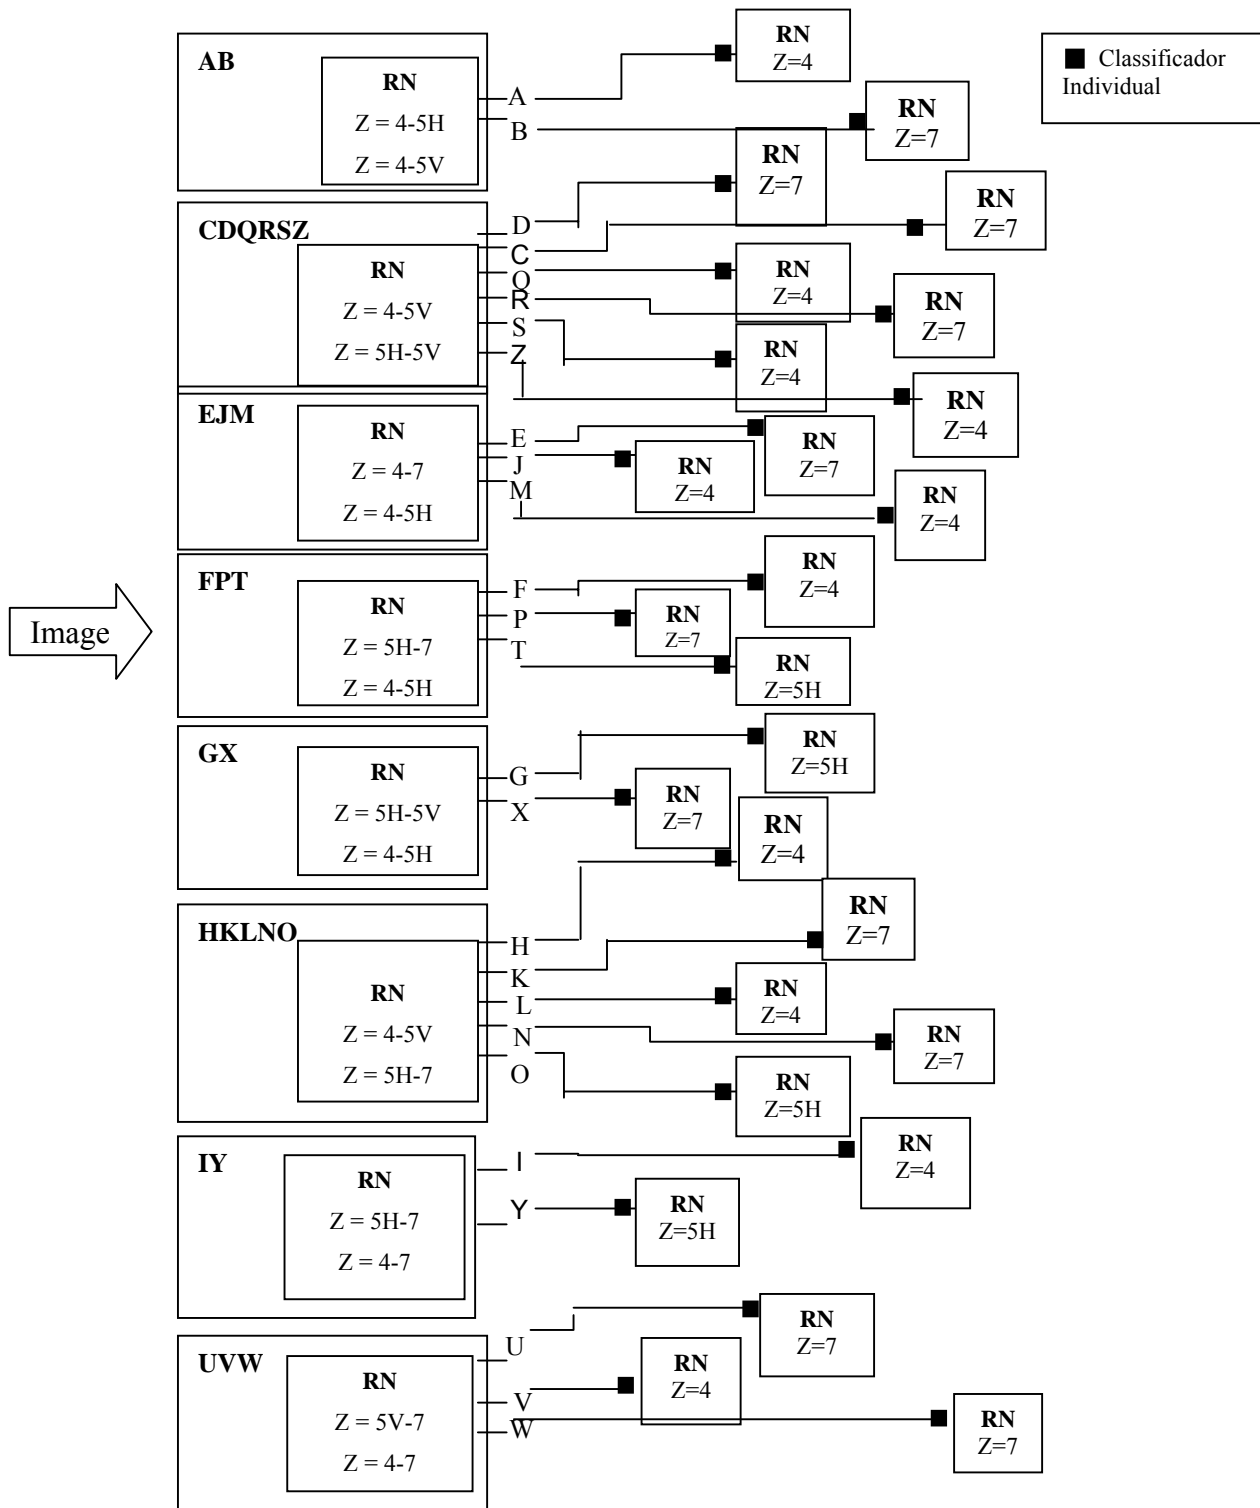 Image
AB
RN
Z = 4-5H
Z = 4-5V
A
B
RN
Z=4
RN
Z=7
Classificador
Individual
CDQRSZ
RN
Z = 4-5V
Z = 5H-5V
D
C
Q
R
S
Z
RN
Z=7
RN
Z=7
RN
Z=4
RN
Z=7
RN
Z=4
RN
Z=4
EJM
RN
Z = 4-7
Z = 4-5H
E
J
M
RN
Z=7
RN
Z=4
RN
Z=4
FPT
RN
Z = 5H-7
Z = 4-5H
F
P
T
RN
Z=4
RN
Z=7
RN
Z=5H
GX
RN
Z = 5H-5V
Z = 4-5H
G
X
RN
Z=5H
RN
Z=7
HKLNO
RN
Z = 4-5V
Z = 5H-7
H
K
L
N
O
RN
Z=4
RN
Z=7
RN
Z=4
RN
Z=7
RN
Z=5H
IY
RN
Z = 5H-7
Z = 4-7
I
Y
RN
Z=4
RN
Z=5H
UVW
RN
Z = 5V-7
Z = 4-7
U
V
W
RN
Z=7
RN
Z=4
RN
Z=7